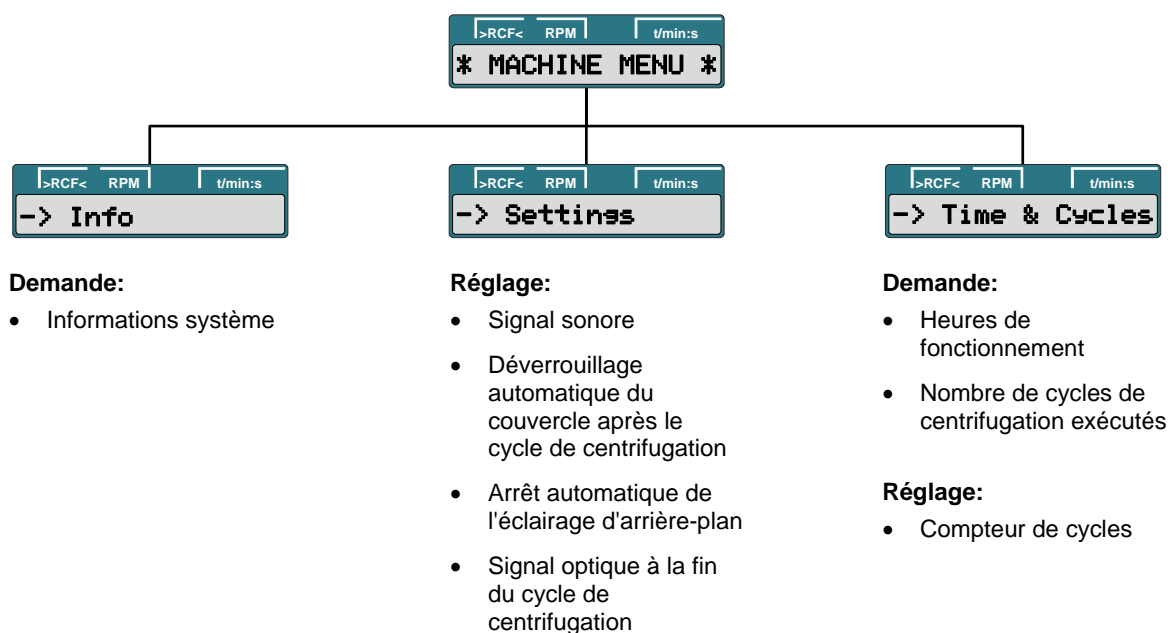 >RCF< RPM t/min:s
* MACHINE MENU *
>RCF< RPM t/min:s
-> Info
>RCF< RPM t/min:s
-> Settings
>RCF< RPM t/min:s
-> Time & Cycles
Demande:
• Informations système
Réglage:
• Signal sonore
• Déverrouillage
automatique du
couvercle après le
cycle de centrifugation
• Arrêt automatique de
l'éclairage d'arrière-plan
• Signal optique à la fin
du cycle de
centrifugation
Demande:
• Heures de
fonctionnement
• Nombre de cycles de
centrifugation exécutés
Réglage:
• Compteur de cycles